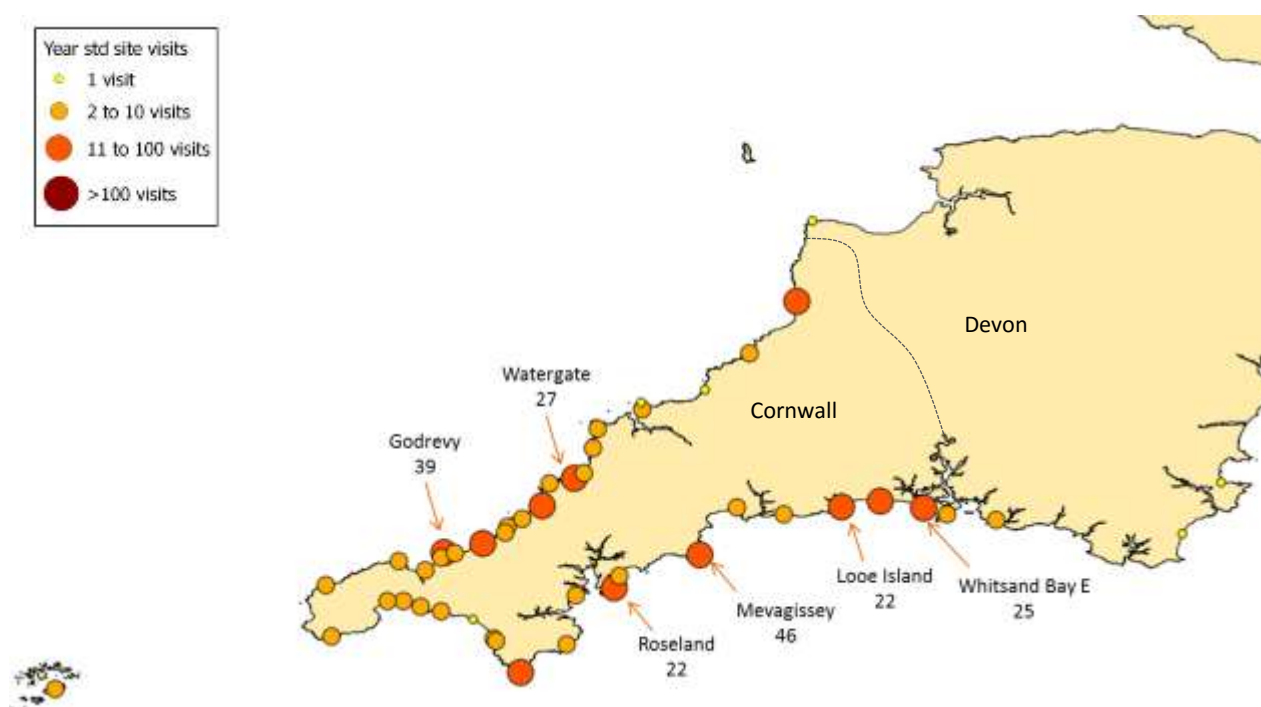 Year std site visits
1 visit
2 to 10 visits
11 to 100 visits
>100 visits
Devon
Watergate
27
Cornwall
Godrevy
39
Looe Island
22
Whitsand Bay E
25
Mevagissey
46
Roseland
22